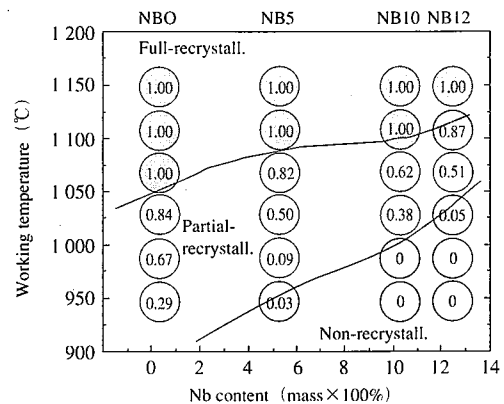 NBO NB5 NB10 NB12
1 200
Full-recrystall.
1 150
1.00 1.00 1.00 1.00
1 100
1.00 1.00 1.00 0.87
1.00 0.82 0.62 0.51
1 050
0.84 0.50 0.38 0.05
Partial-
recrystall.
1 000
0.67 0.09 0 0
950
0.29 0.03 0 0
Non-recrystall.
900
0 2 4 6 8 10 12 14
Working temperature (℃)
Nb content (mass×100%)